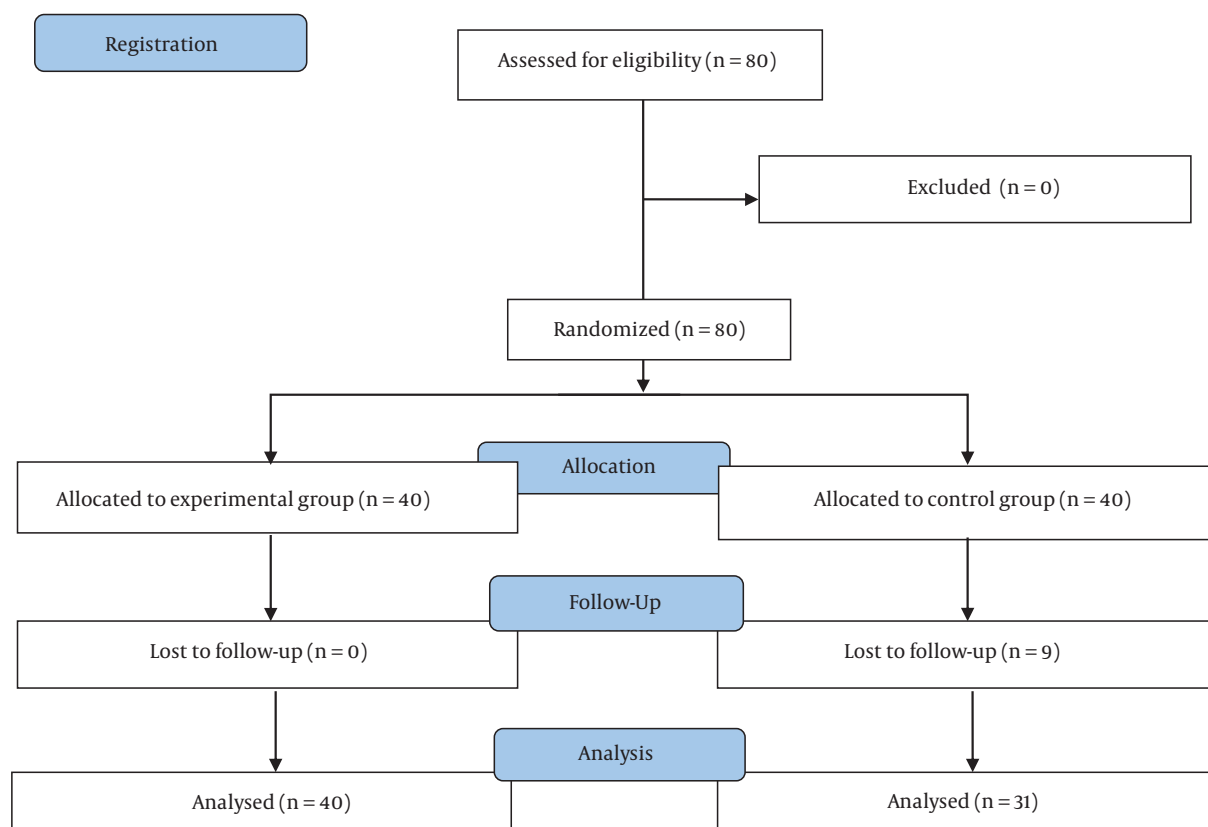 Registration
Assessed for eligibility (n = 80)
Excluded (n = 0)
Randomized (n = 80)
Allocation
Allocated to experimental group (n = 40)
Allocated to control group (n = 40)
Follow-Up
Lost to follow-up (n = 0)
Lost to follow-up (n = 9)
Analysis
Analysed (n = 40)
Analysed (n = 31)